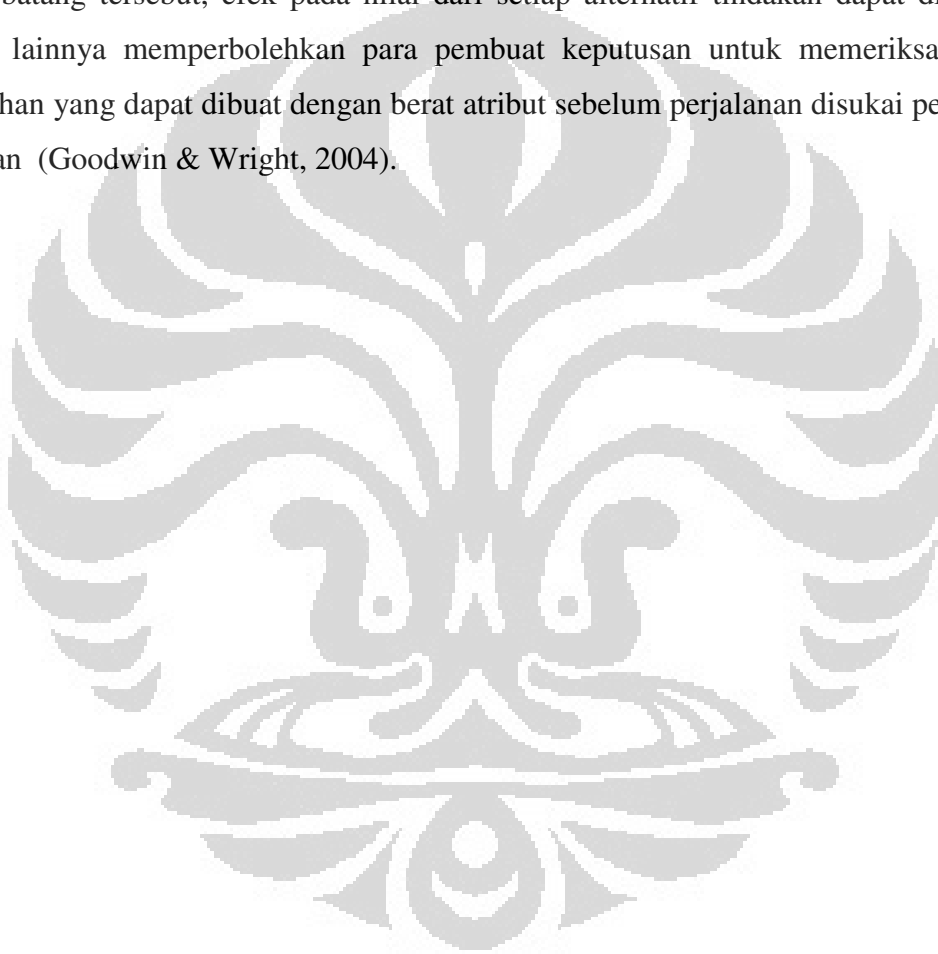 batang tersebut, efek pada nilai dari setiap alternatif tindakan dapat
lainnya memperbolehkan para pembuat keputusan untuk memeriksa
han yang dapat dibuat dengan berat atribut sebelum perjalanan disukai pe
an (Goodwin & Wright, 2004).